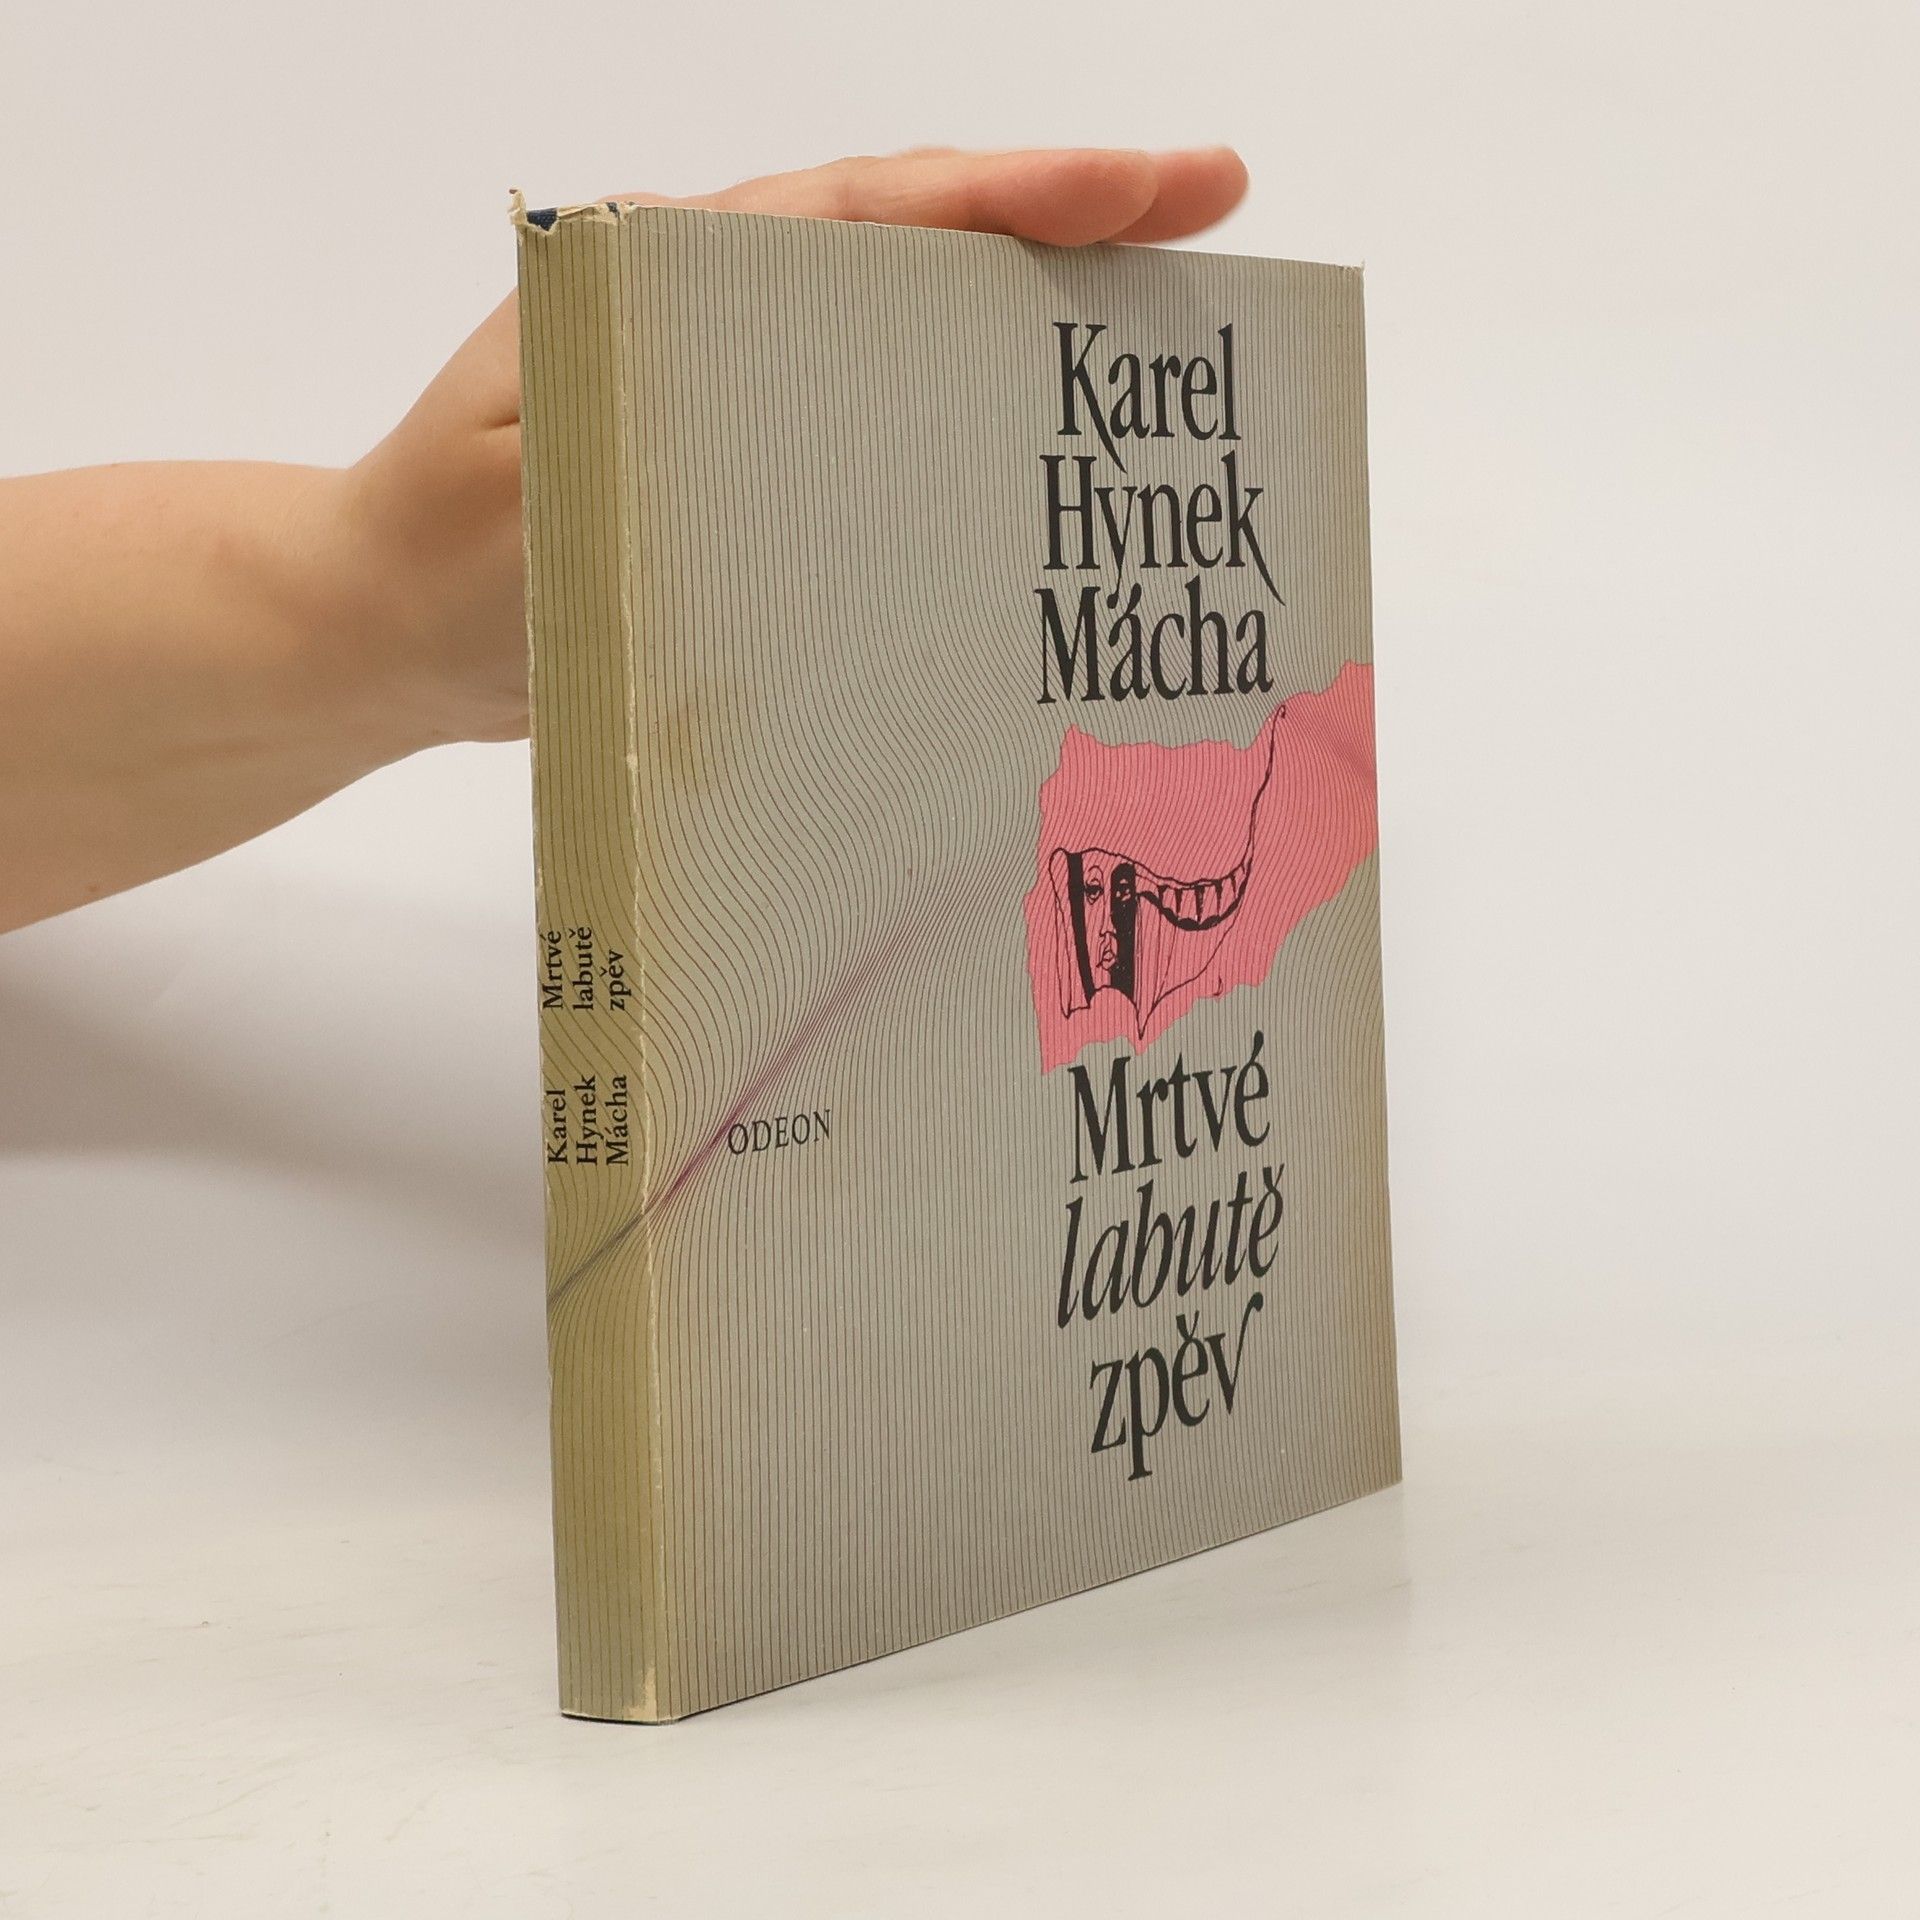 Karel
Hynek
Mácha
Mrtvé
labutě
zpěv
ODEON
Karel
Hynek
Mácha
Mrtvé
labutě
zpěv